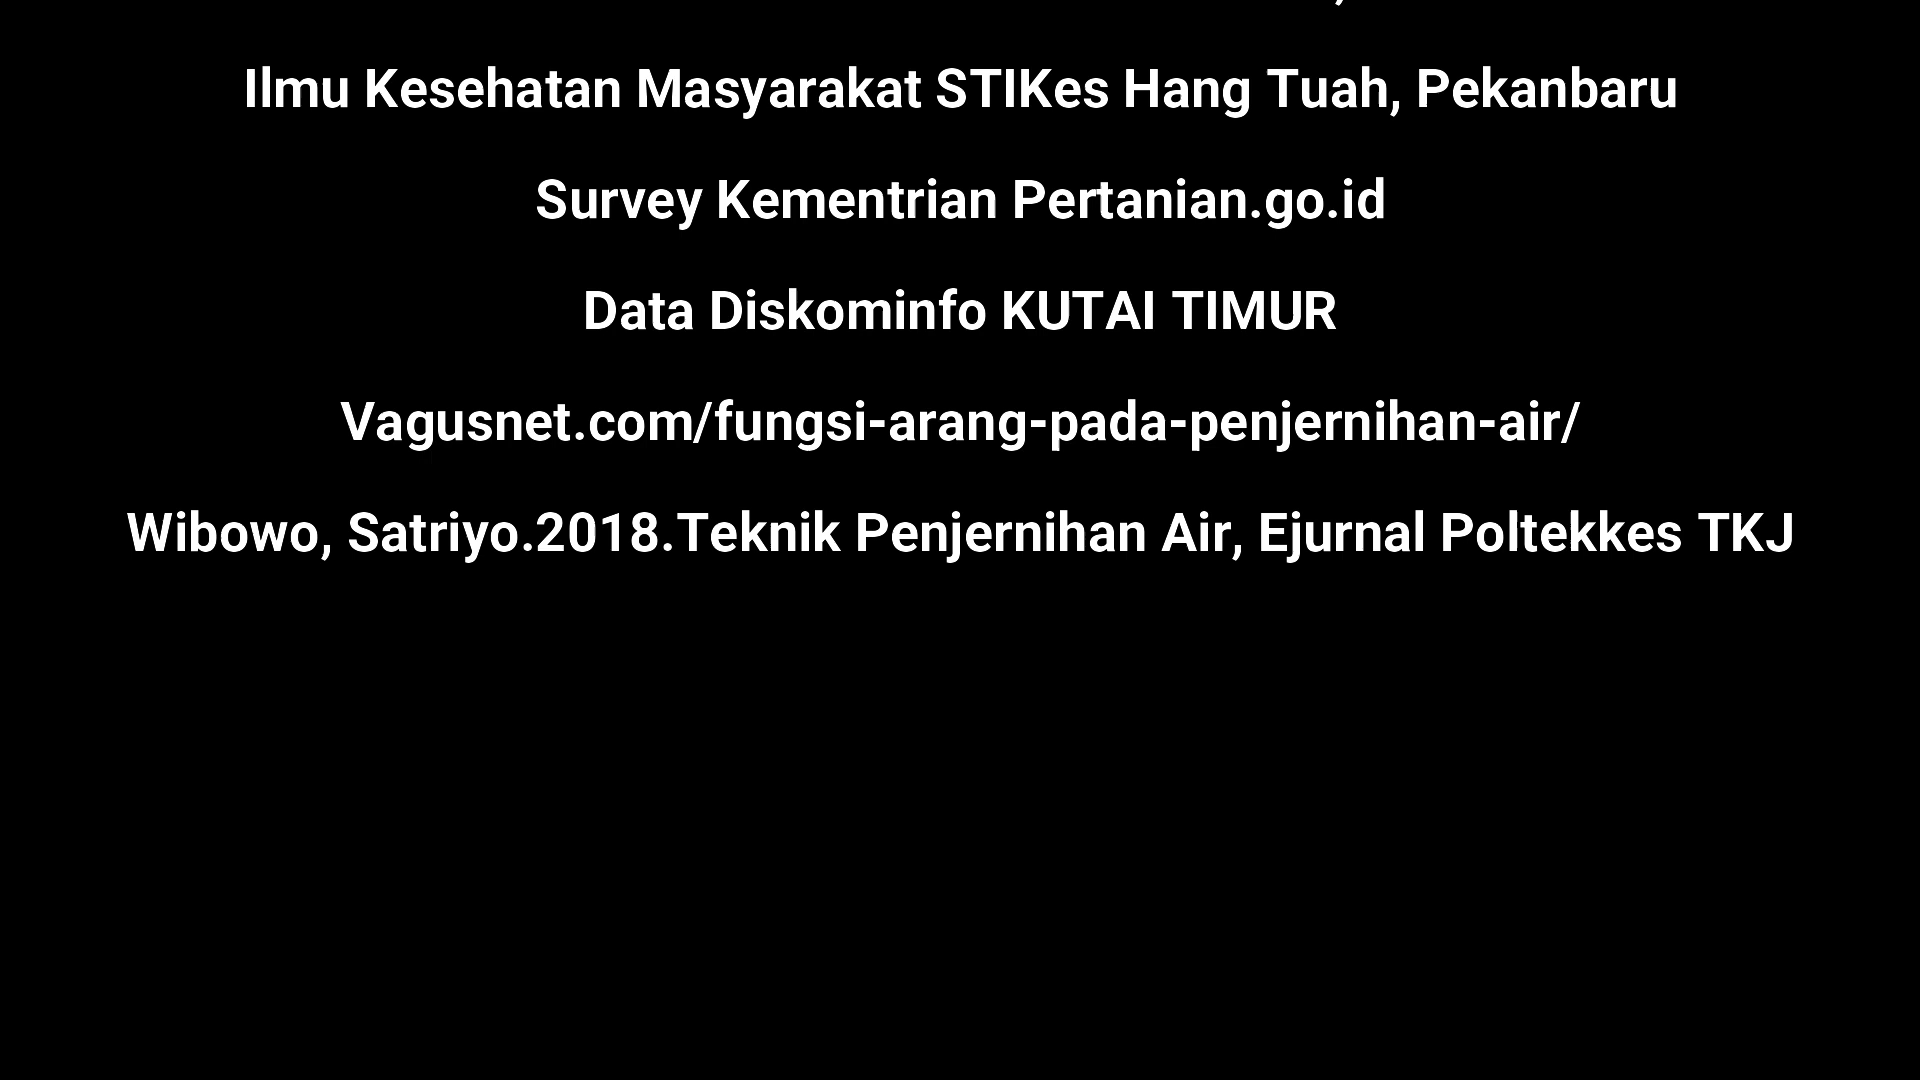 Ilmu Kesehatan Masyarakat STIKes Hang Tuah, Pekanbaru
Survey Kementrian Pertanian.go.id
Data Diskominfo KUTAI TIMUR
Vagusnet.com/fungsi-arang-pada-penjernihan-air/
Wibowo, Satriyo.2018.Teknik Penjernihan Air, Ejurnal Poltekkes TKJ